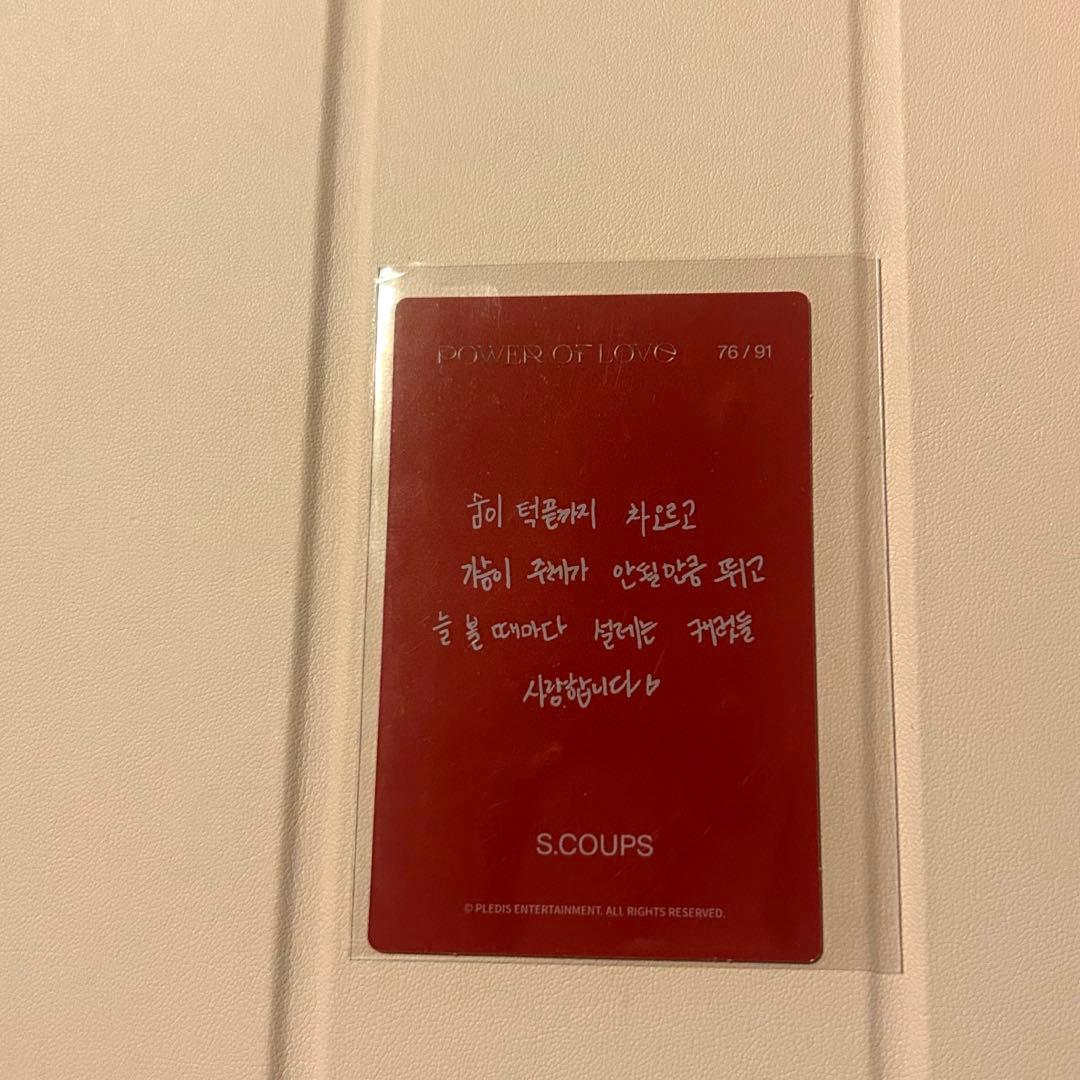 POWER OF LOVE 76 / 91
숨이 턱끝까지 차오르고
가슴이 주체가 안될만큼 뛰고
늘 볼 때마다 설레는 캐럿들
사랑합니다♭
S.COUPS
© PLEDIS ENTERTAINMENT. ALL RIGHTS RESERVED.